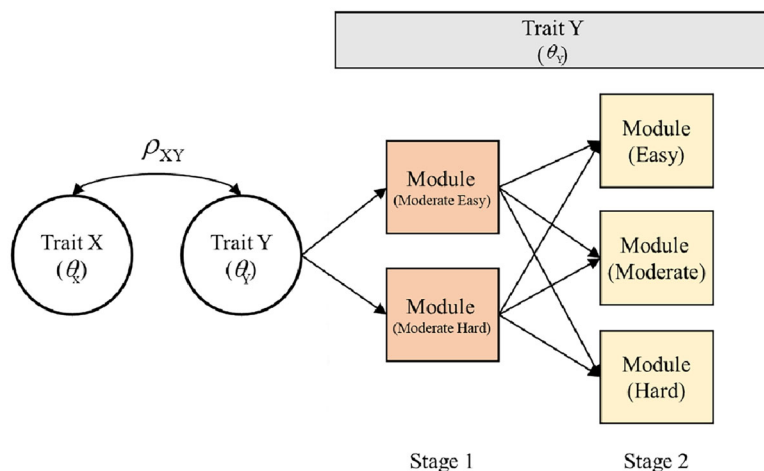 Trait Y
(θY)
ρXY
Trait X
(θX)
Trait Y
(θY)
Module
(Moderate Easy)
Module
(Moderate Hard)
Module
(Easy)
Module
(Moderate)
Module
(Hard)
Stage 1
Stage 2